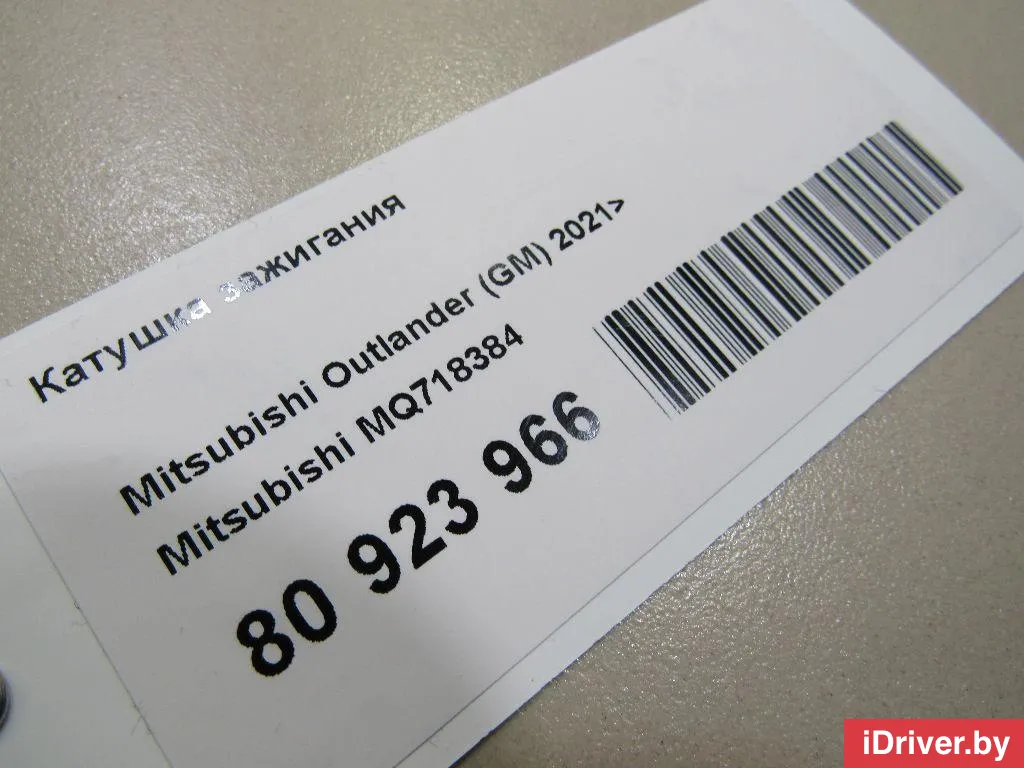 Катушка зажигания
Mitsubishi Outlander (GM) 2021>
Mitsubishi MQ718384
80 923 966
iDriver.by